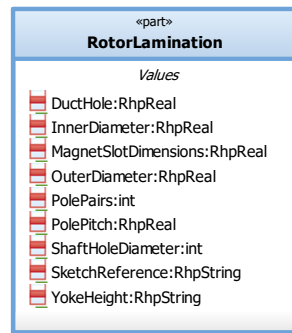 «part»
RotorLamination
Values
DuctHole:RhpReal
InnerDiameter:RhpReal
MagnetSlotDimensions:RhpReal
OuterDiameter:RhpReal
PolePairs:int
PolePitch:RhpReal
ShaftHoleDiameter:int
SketchReference:RhpString
YokeHeight:RhpString